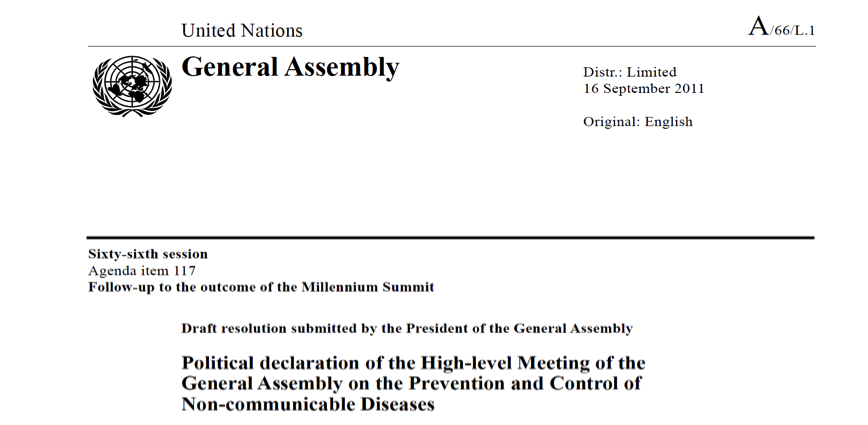 United Nations
A/66/L.1
General Assembly
Distr.: Limited
16 September 2011
Original: English
Sixty-sixth session
Agenda item 117
Follow-up to the outcome of the Millennium Summit
Draft resolution submitted by the President of the General Assembly
Political declaration of the High-level Meeting of the
General Assembly on the Prevention and Control of
Non-communicable Diseases